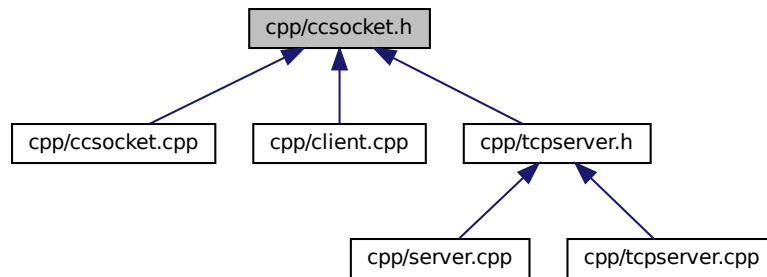 cpp/ccsocket.h
cpp/ccsocket.cpp
cpp/client.cpp
cpp/tcpserver.h
cpp/server.cpp
cpp/tcpserver.cpp